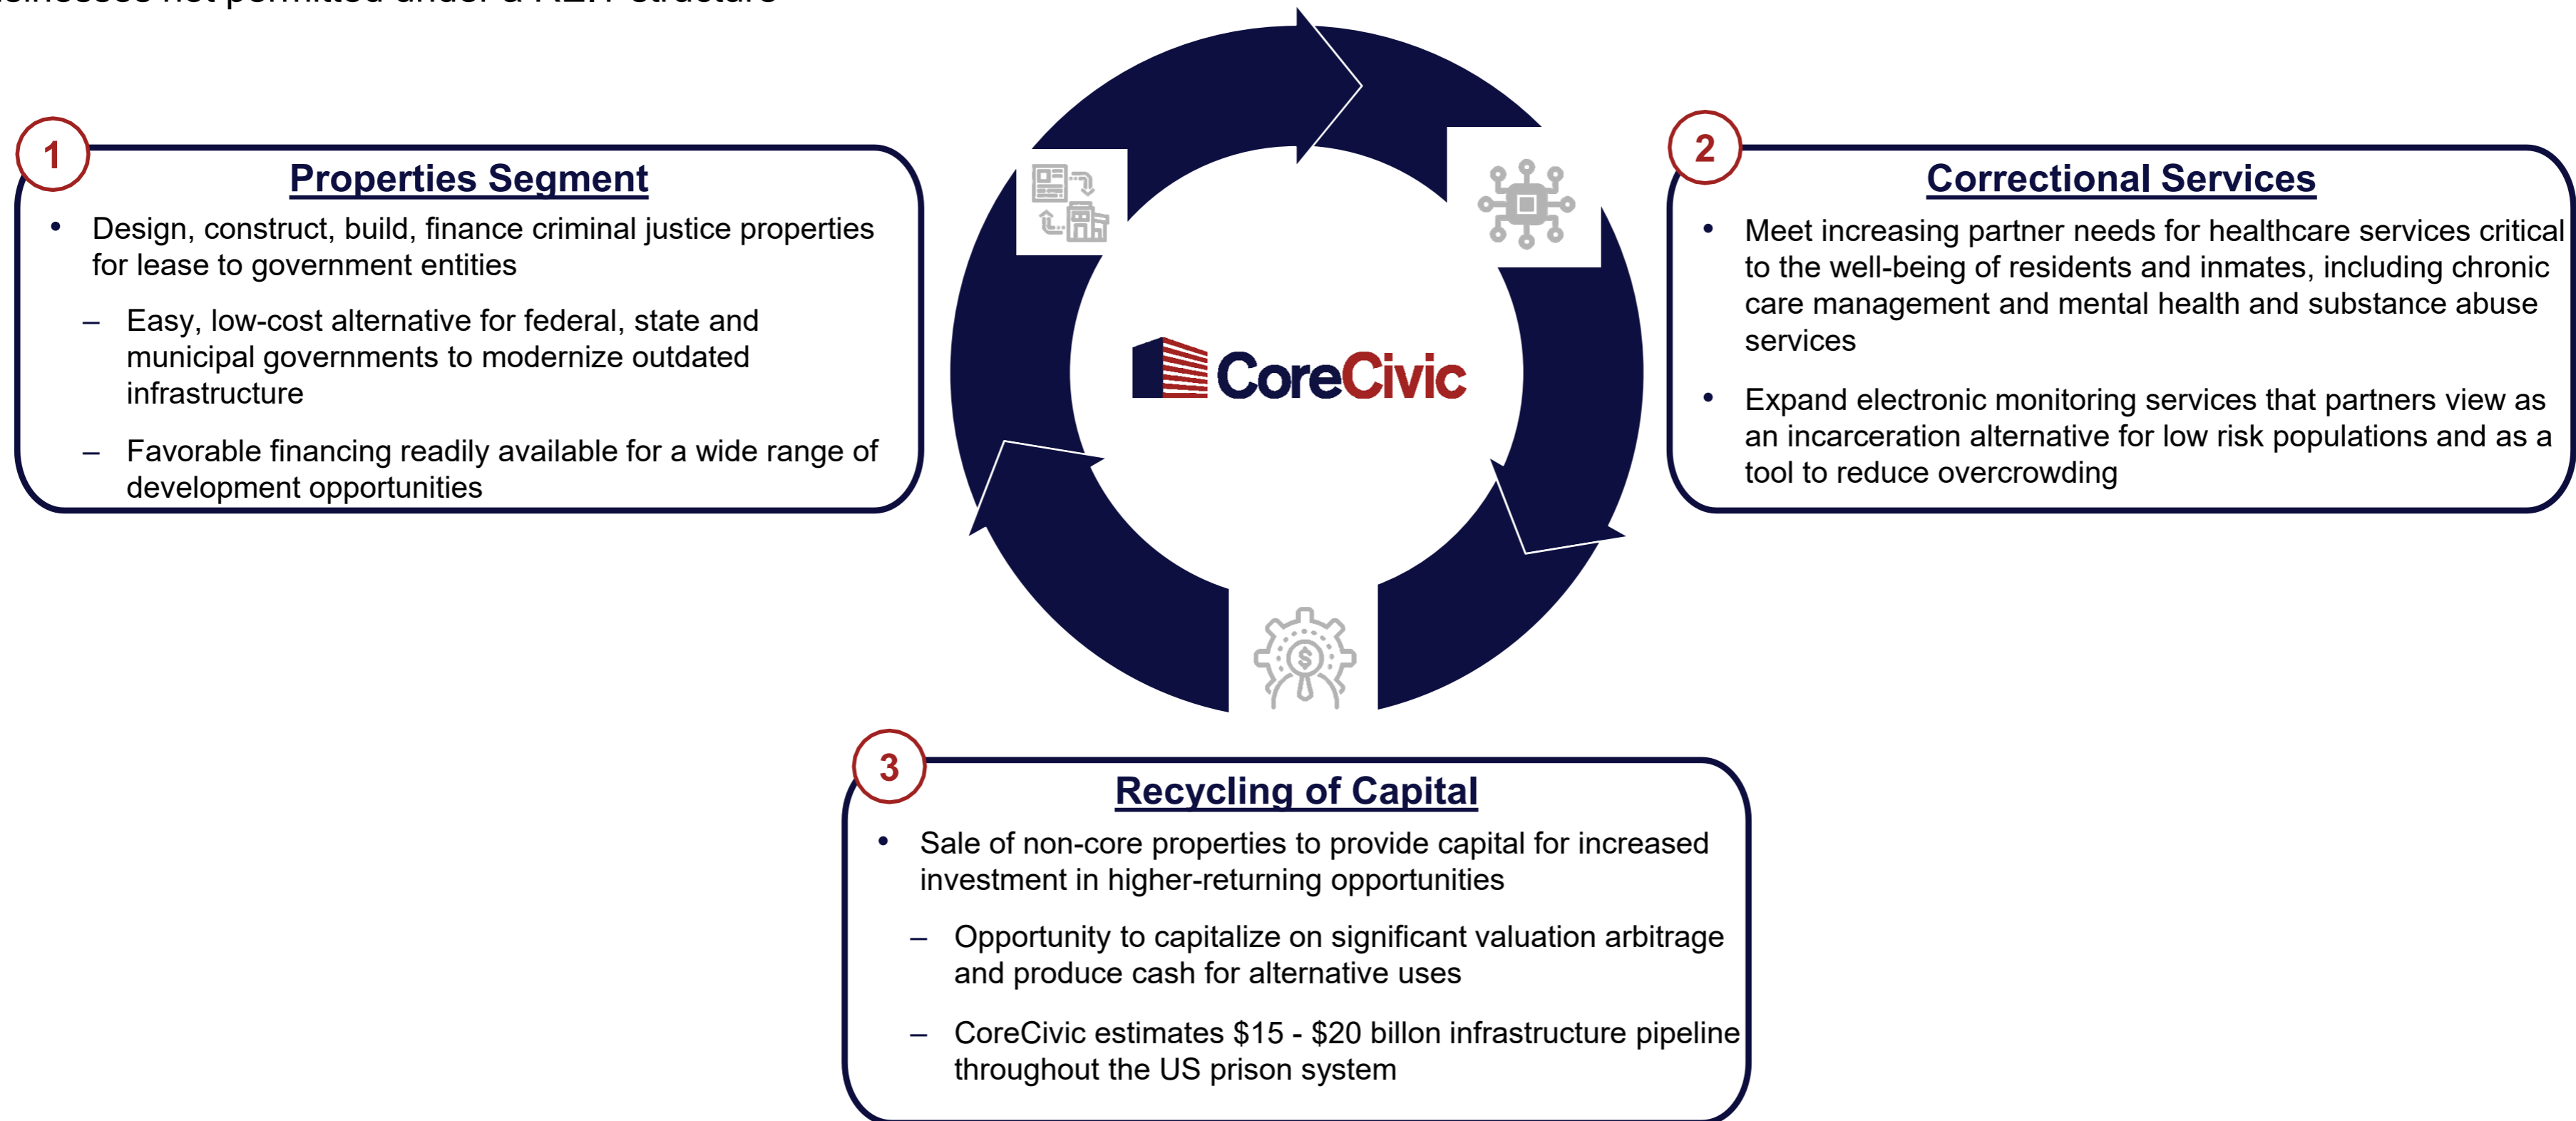 not permitted under a REIT structure
1
Properties Segment
• Design, construct, build, finance criminal justice properties
for lease to government entities
– Easy, low-cost alternative for federal, state and
municipal governments to modernize outdated
infrastructure
– Favorable financing readily available for a wide range of
development opportunities
CoreCivic
2
Correctional Services
• Meet increasing partner needs for healthcare services critical
to the well-being of residents and inmates, including chronic
care management and mental health and substance abuse
services
• Expand electronic monitoring services that partners view as
an incarceration alternative for low risk populations and as a
tool to reduce overcrowding
$
3
Recycling of Capital
• Sale of non-core properties to provide capital for increased
investment in higher-returning opportunities
– Opportunity to capitalize on significant valuation arbitrage
and produce cash for alternative uses
– CoreCivic estimates $15 - $20 billon infrastructure pipeline
throughout the US prison system